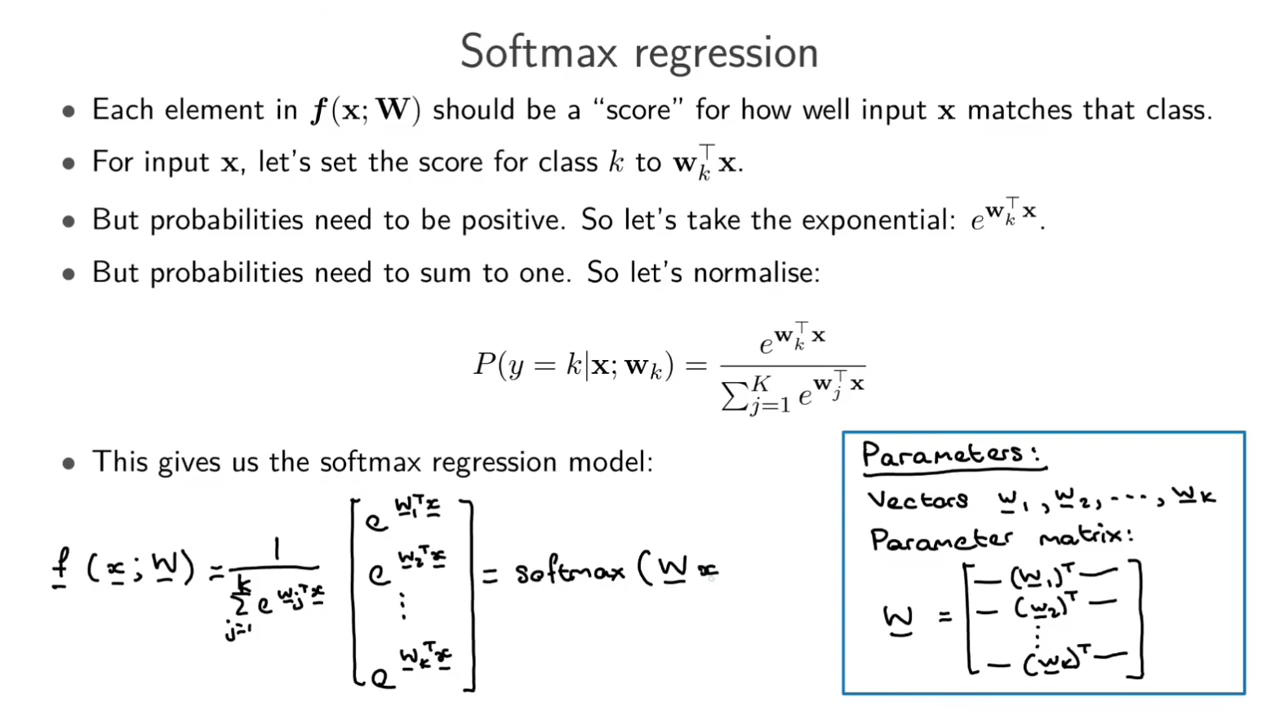 Softmax regression
• Each element in f(x; W) should be a “score” for how well input x matches that class.
• For input x, let’s set the score for class k to w_k^⊤ x.
• But probabilities need to be positive. So let’s take the exponential: e^{w_k^⊤ x}.
• But probabilities need to sum to one. So let’s normalise:
P(y = k|x; w_k) = e^{w_k^⊤ x} / ∑_{j=1}^{K} e^{w_j^⊤ x}
• This gives us the softmax regression model:
f (x; W) = 1 / ∑_{j=1}^{K} e^{w_j^T x} [ e^{w_1^T x} e^{w_2^T x} ⋮ e^{w_K^T x} ] = softmax (W x
Parameters:
Vectors w_1, w_2, ..., w_K
Parameter matrix:
W = [ — (w_1)^T —
— (w_2)^T —
⋮
— (w_K)^T — ]